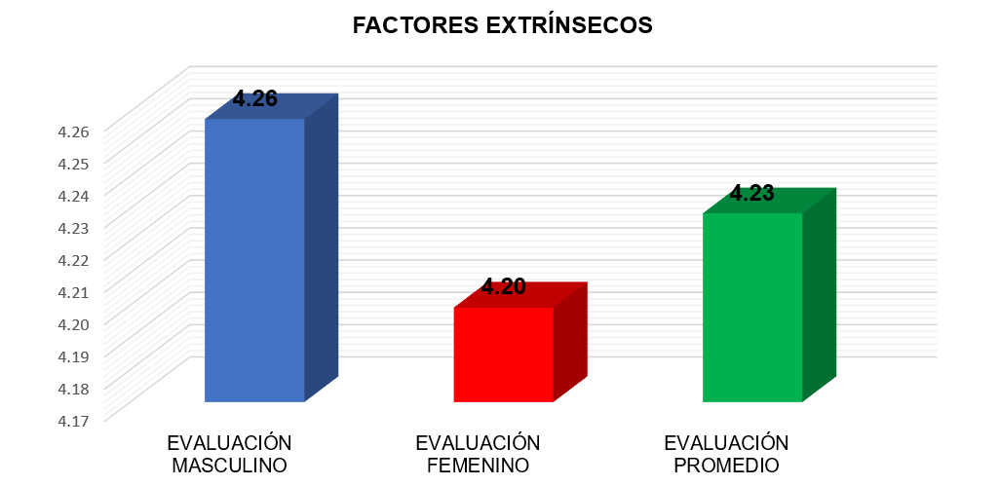 FACTORES EXTRÍNSECOS
4.26
4.25
4.24
4.23
4.22
4.21
4.20
4.19
4.18
4.17
4.26
4.20
4.23
EVALUACIÓN
MASCULINO
EVALUACIÓN
FEMENINO
EVALUACIÓN
PROMEDIO